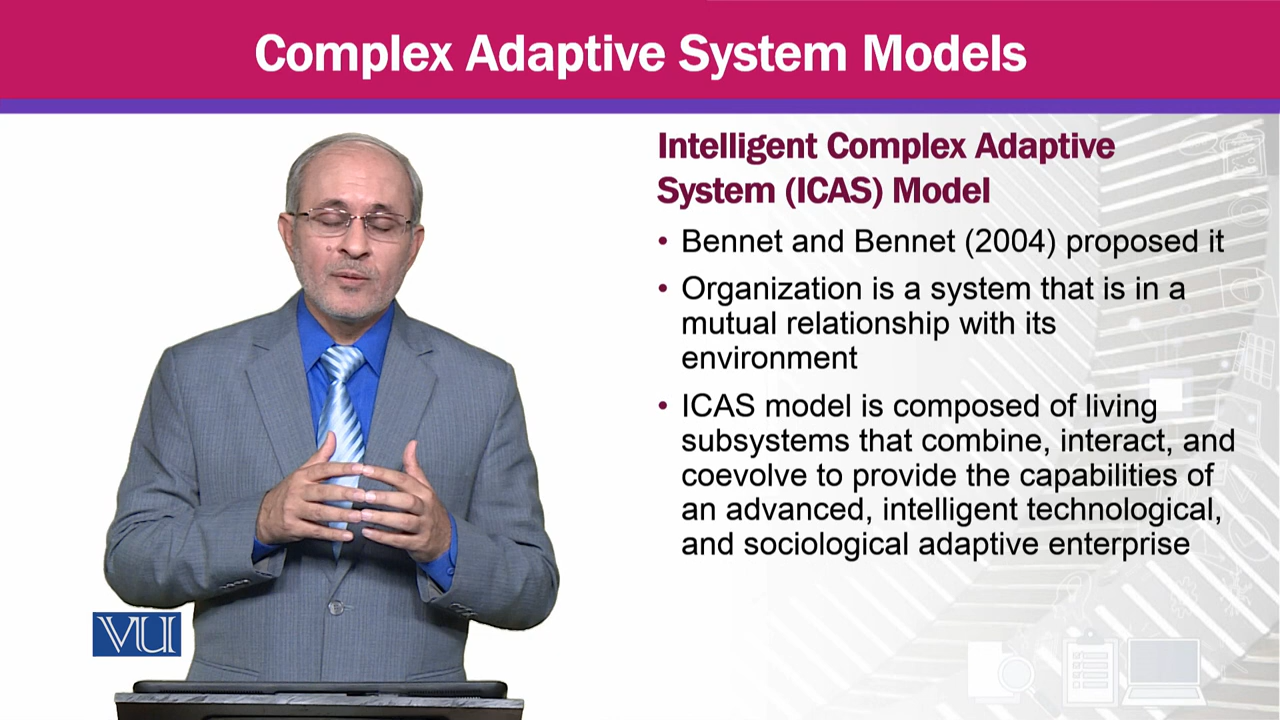 Complex Adaptive System Models
Intelligent Complex Adaptive
System (ICAS) Model
• Bennet and Bennet (2004) proposed it
• Organization is a system that is in a
mutual relationship with its
environment
• ICAS model is composed of living
subsystems that combine, interact, and
coevolve to provide the capabilities of
an advanced, intelligent technological,
and sociological adaptive enterprise
VU